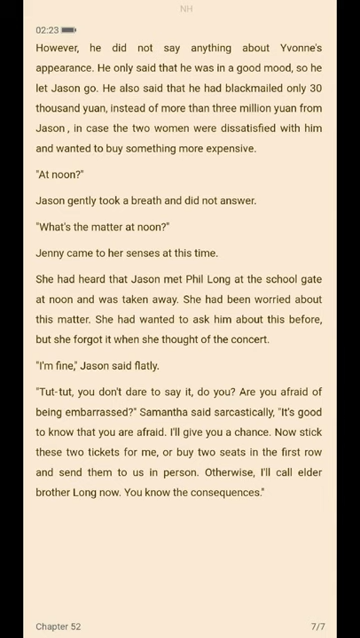 NH
02:23
However, he did not say anything about Yvonne's
appearance. He only said that he was in a good mood, so he
let Jason go. He also said that he had blackmailed only 30
thousand yuan, instead of more than three million yuan from
Jason, in case the two women were dissatisfied with him
and wanted to buy something more expensive.
"At noon?"
Jason gently took a breath and did not answer.
"What's the matter at noon?"
Jenny came to her senses at this time.
She had heard that Jason met Phil Long at the school gate
at noon and was taken away. She had been worried about
this matter. She had wanted to ask him about this before,
but she forgot it when she thought of the concert.
"I'm fine," Jason said flatly.
"Tut-tut, you don't dare to say it, do you? Are you afraid of
being embarrassed?" Samantha said sarcastically, "It's good
to know that you are afraid. I'll give you a chance. Now stick
these two tickets for me, or buy two seats in the first row
and send them to us in person. Otherwise, I'll call elder
brother Long now. You know the consequences."
Chapter 52
7/7